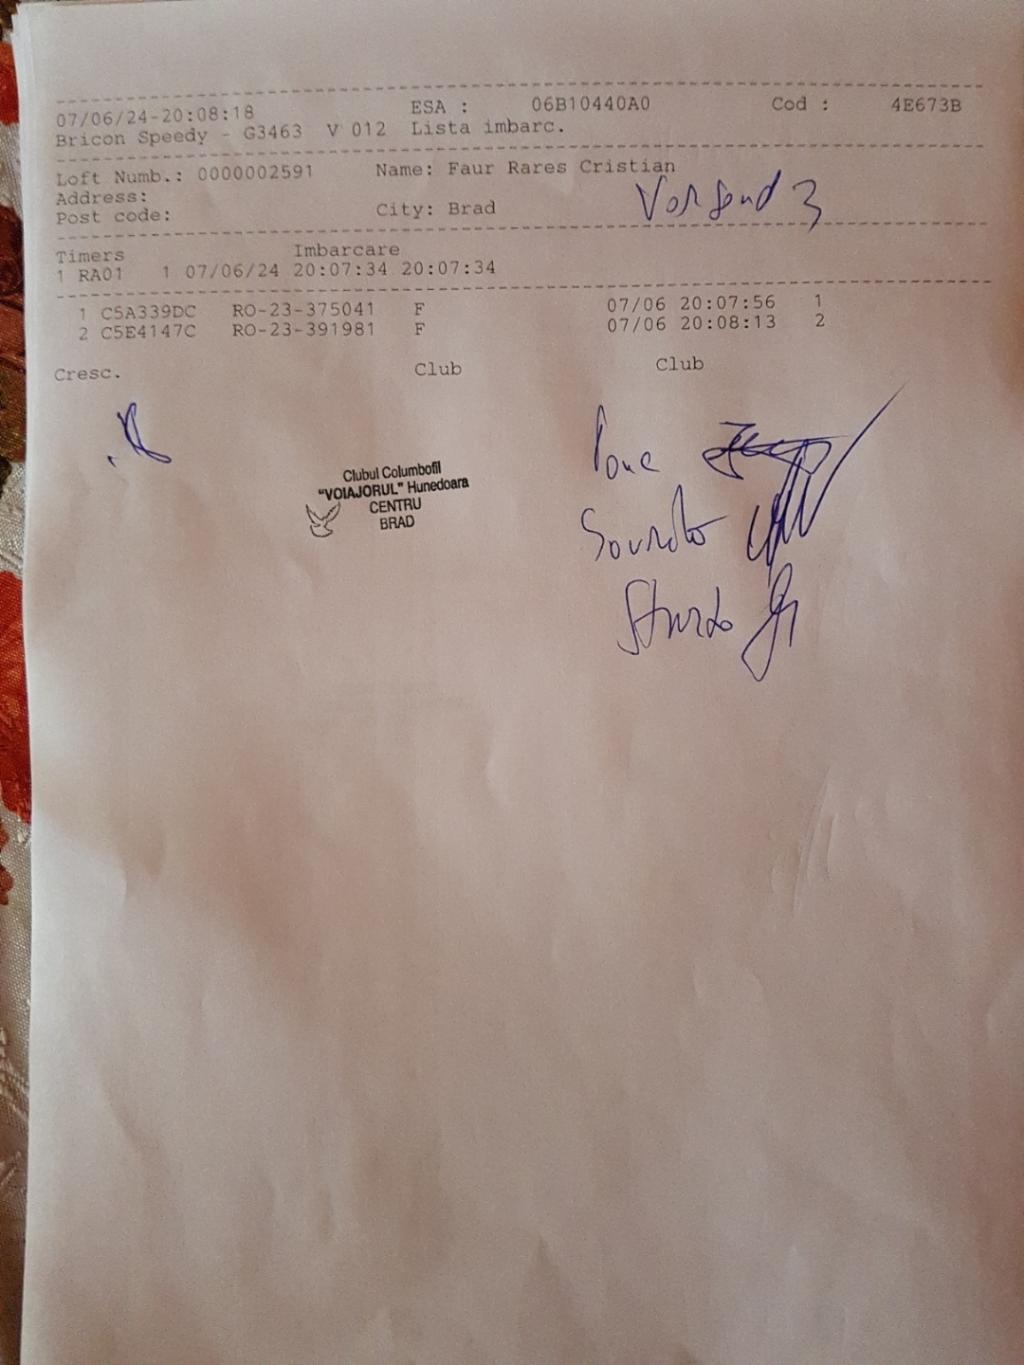 07/06/24-20:08:18 ESA : 06B10440A0 Cod : 4E673B
Bricon Speedy - G3463 V 012 Lista imbarc.
Loft Numb.: 0000002591 Name: Faur Rares Cristian
Address:
Post code: City: Brad
Timers Imbarcare
1 RA01 1 07/06/24 20:07:34 20:07:34
1 C5A339DC RO-23-375041 F 07/06 20:07:56 1
2 C5E4147C RO-23-391981 F 07/06 20:08:13 2
Cresc. Club Club
Clubul Columbofil
"VOIAJORUL" Hunedoara
CENTRU
BRAD